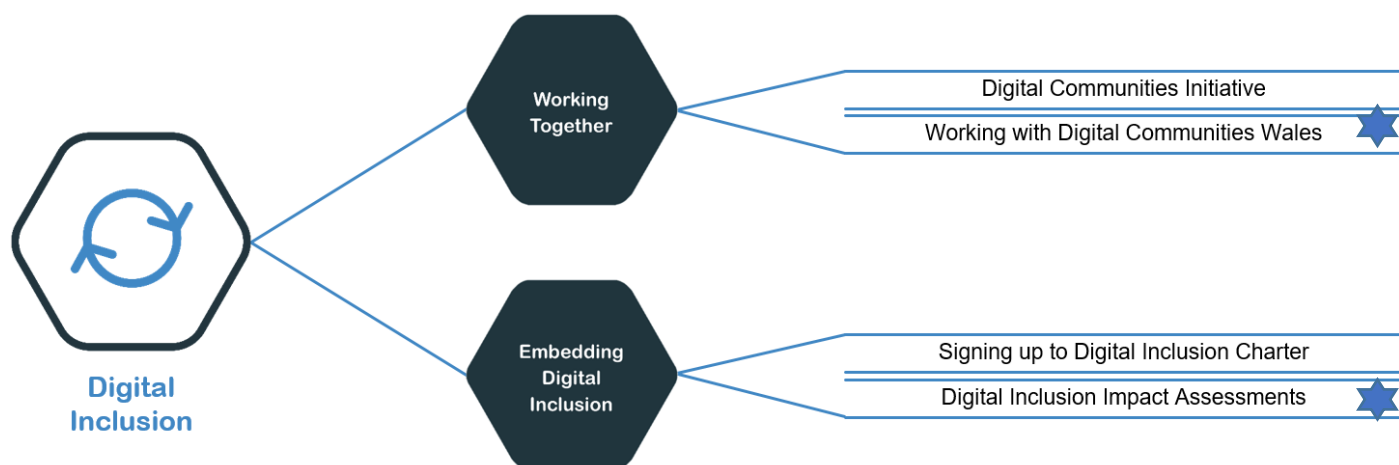 Digital
Inclusion
Working
Together
Digital Communities Initiative
Working with Digital Communities Wales
Embedding
Digital
Inclusion
Signing up to Digital Inclusion Charter
Digital Inclusion Impact Assessments